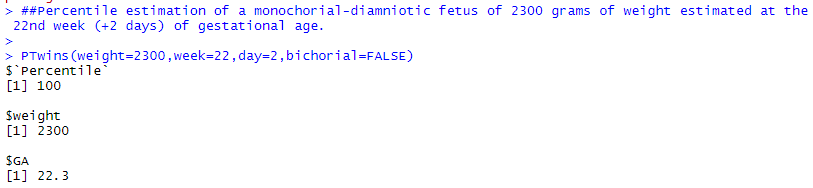 > ##Percentile estimation of a monochorial-diamniotic fetus of 2300 grams of weight estimated at the
22nd week (+2 days) of gestational age.
>
> PTwins(weight=2300,week=22,day=2,bichorial=FALSE)
$`Percentile`
[1] 100
$weight
[1] 2300
$GA
[1] 22.3